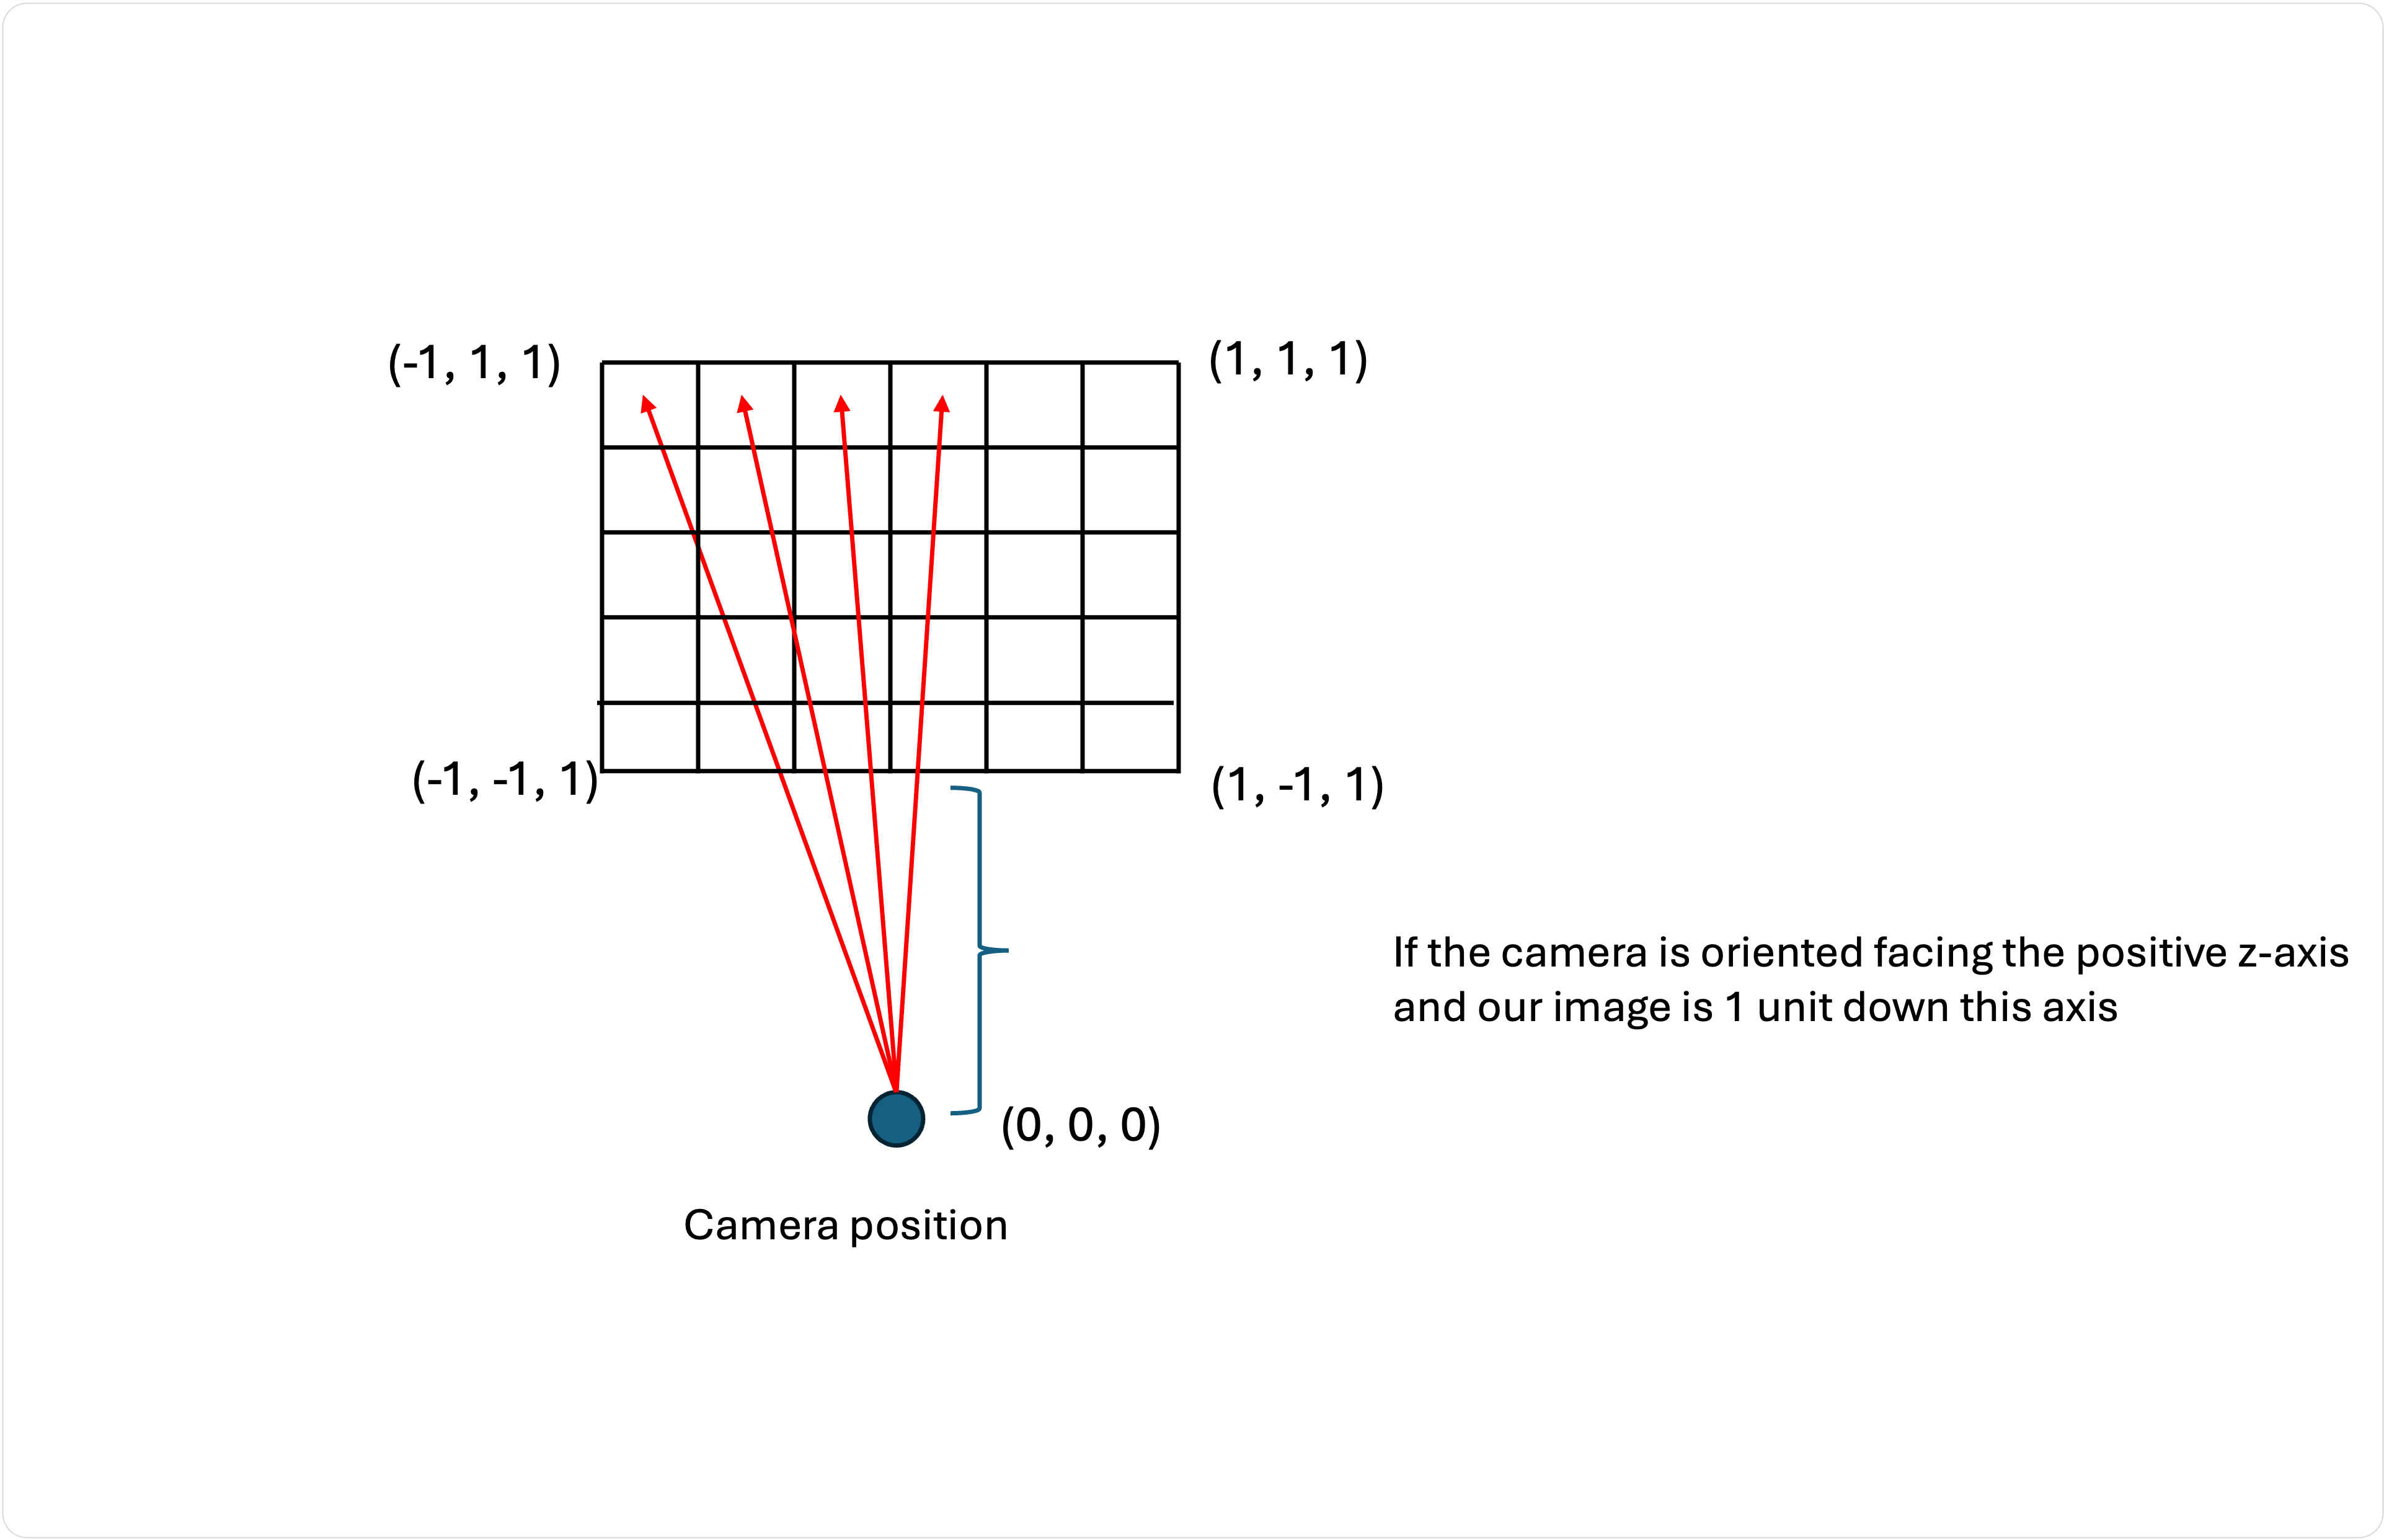 (-1, 1, 1)
(1, 1, 1)
(-1, -1, 1)
(1, -1, 1)
If the camera is oriented facing the positive z-axis
and our image is 1 unit down this axis
(0, 0, 0)
Camera position